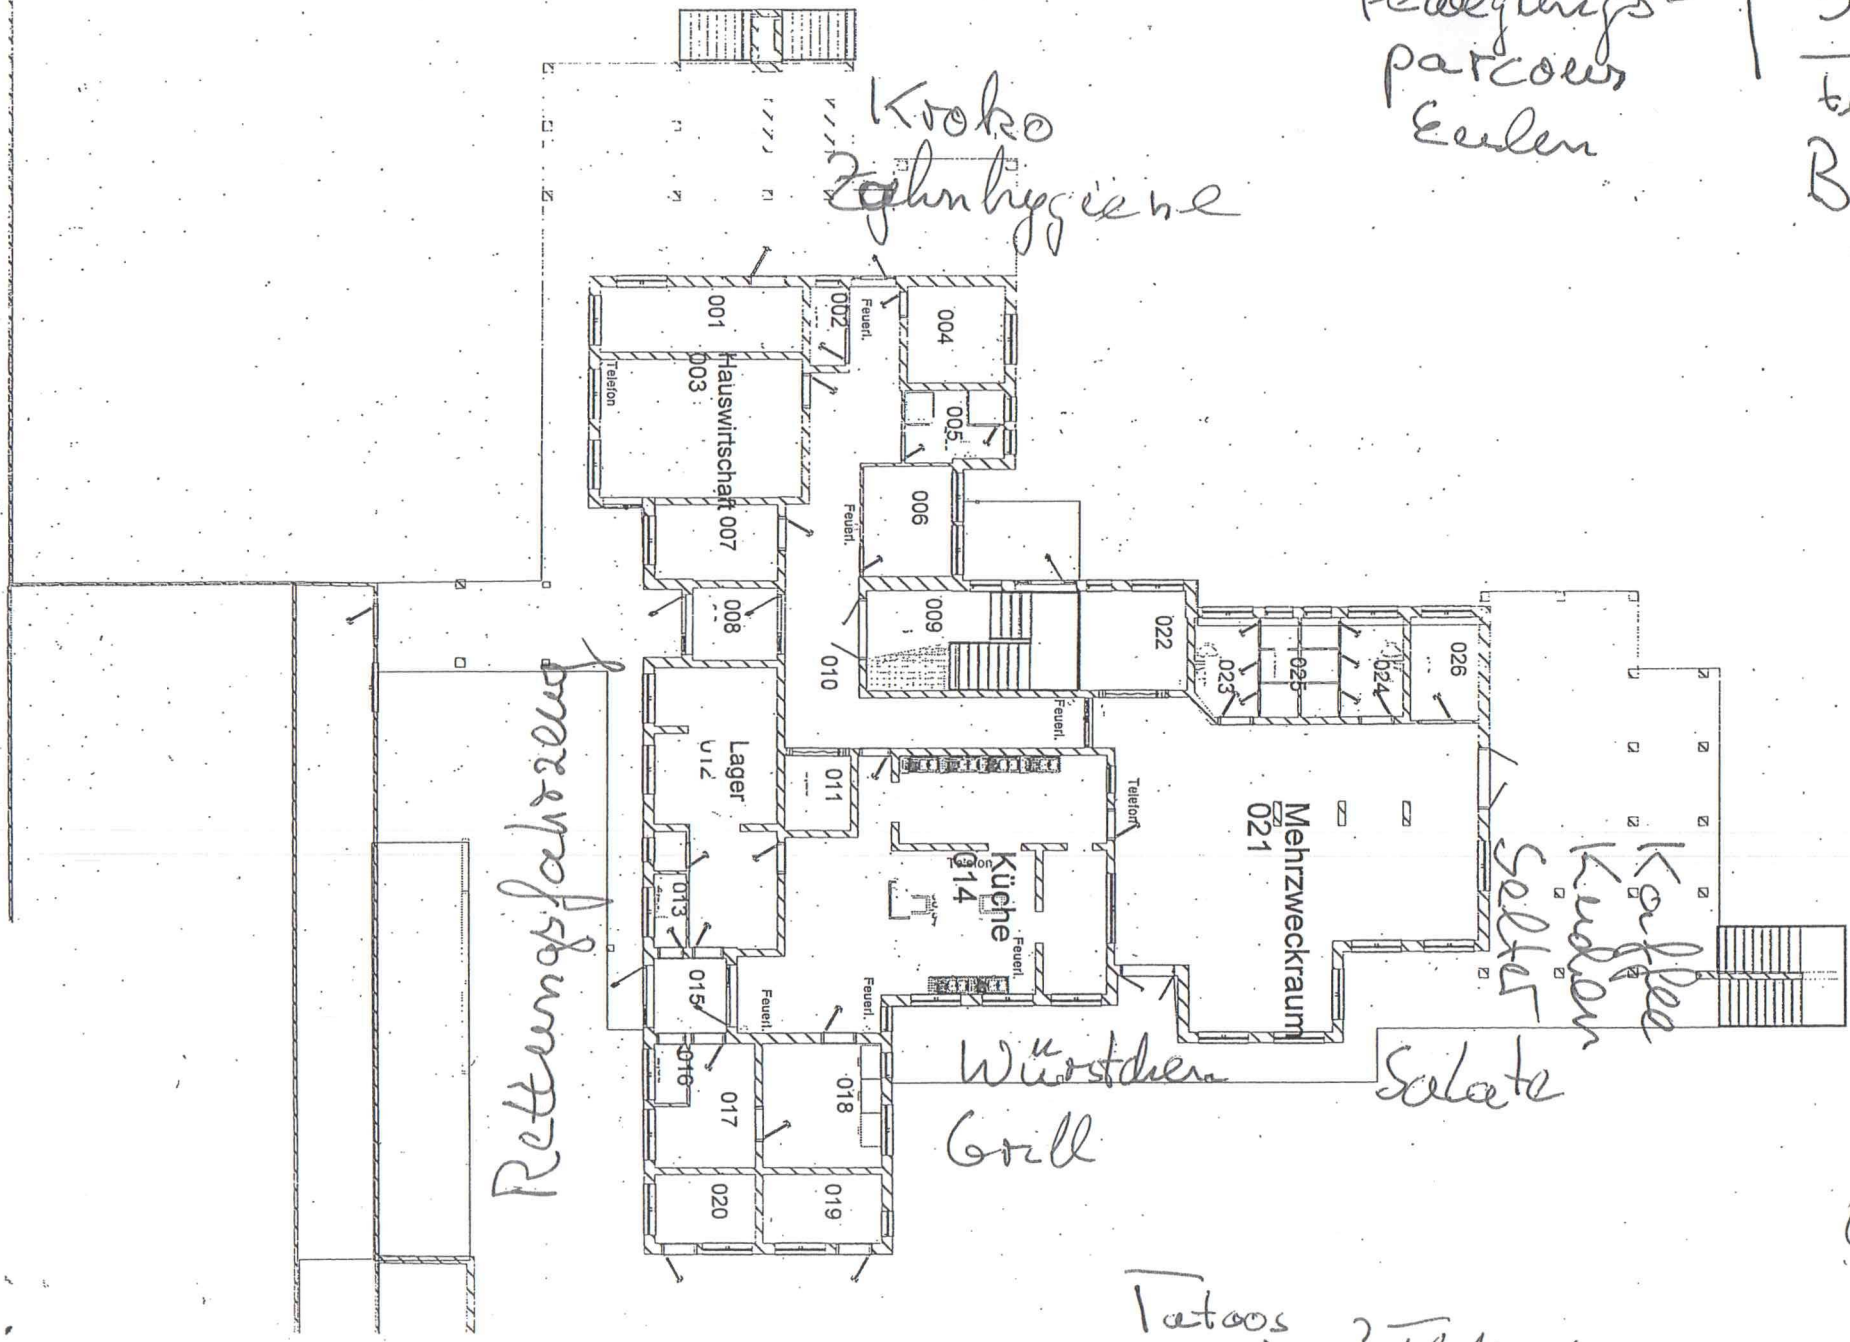 parcours
Eulen
B
Kroko
Zahnhygiene
001
002
Feuerl.
004
Hauswirtschaft
003
Telefon
005
006
007
Feuerl.
008
009
010
022
023
025
024
026
Feuerl.
Lager
012
011
Telefon
Mehrzweckraum
021
Küche
014
Telefon
Feuerl.
013
015
Feuerl.
Feuerl.
016
017
018
020
019
Rettungsfahrzeug
Kaffee
Kuchen
Selter
Würstchen
Grill
Salate
Tatoos